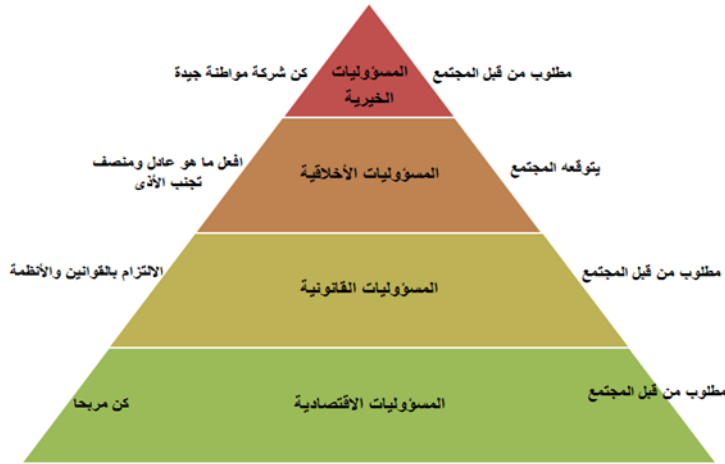 المسؤوليات
الخيرية
مطلوب من قبل المجتمع
كن شركة مواطنة جيدة
يتوقعه المجتمع
المسؤوليات الأخلاقية
افعل ما هو عادل ومنصف
تجنب الأذى
مطلوب من قبل المجتمع
المسؤوليات القانونية
الالتزام بالقوانين والأنظمة
مطلوب من قبل المجتمع
المسؤوليات الاقتصادية
كن مربحا